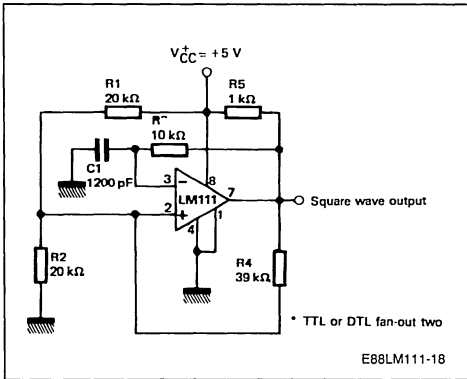 V+CC = +5 V
R1
20 kΩ
R5
1 kΩ
10 kΩ
C1
1200 pF
3
8
7
LM111
2
4
1
Square wave output
R2
20 kΩ
R4
39 kΩ
* TTL or DTL fan-out two
E88LM111-18